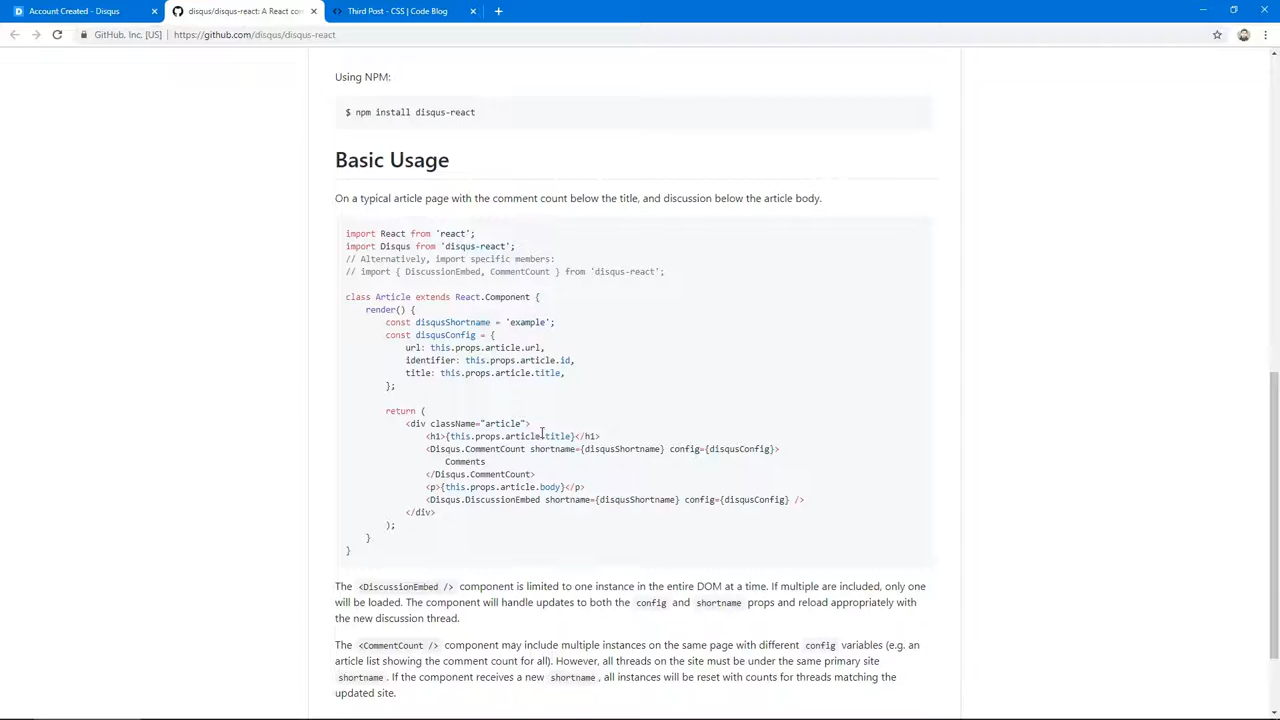 Account Created - Disqus
disqus/disqus-react: A React com
Third Post - CSS | Code Blog
GitHub, Inc. [US] | https://github.com/disqus/disqus-react
Using NPM:
$ npm install disqus-react
Basic Usage
On a typical article page with the comment count below the title, and discussion below the article body.
import React from 'react';
import Disqus from 'disqus-react';
// Alternatively, import specific members:
// import { DiscussionEmbed, CommentCount } from 'disqus-react';
class Article extends React.Component {
render() {
const disqusShortname = 'example';
const disqusConfig = {
url: this.props.article.url,
identifier: this.props.article.id,
title: this.props.article.title,
};
return (
<div className="article">
<h1>{this.props.article.title}</h1>
<Disqus.CommentCount shortname={disqusShortname} config={disqusConfig}>
Comments
</Disqus.CommentCount>
<p>{this.props.article.body}</p>
<Disqus.DiscussionEmbed shortname={disqusShortname} config={disqusConfig} />
</div>
);
}
}
The <DiscussionEmbed /> component is limited to one instance in the entire DOM at a time. If multiple are included, only one
will be loaded. The component will handle updates to both the config and shortname props and reload appropriately with
the new discussion thread.
The <CommentCount /> component may include multiple instances on the same page with different config variables (e.g. an
article list showing the comment count for all). However, all threads on the site must be under the same primary site
shortname. If the component receives a new shortname, all instances will be reset with counts for threads matching the
updated site.